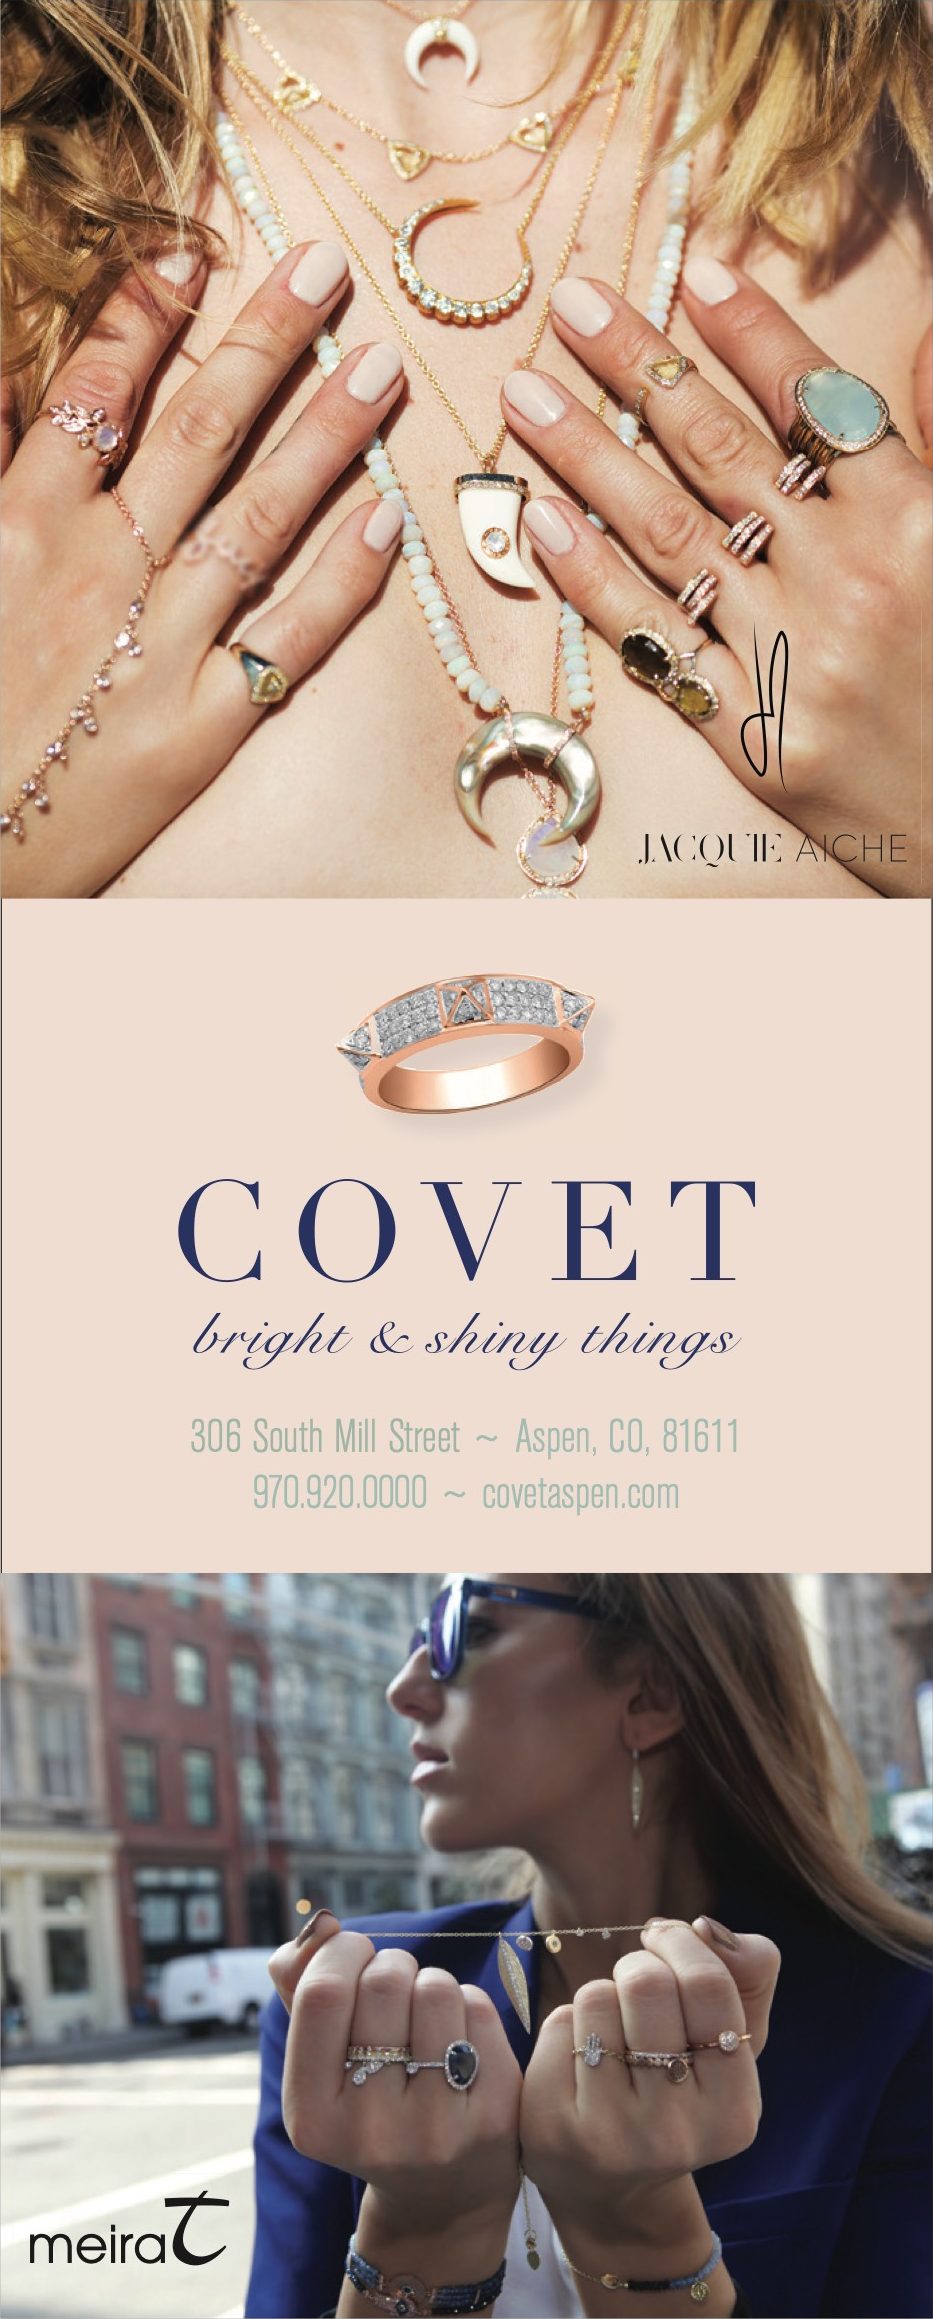 JACQUIE AICHE
COVET
bright & shiny things
306 South Mill Street ~ Aspen, CO, 81611
970.920.0000 ~ covetaspen.com
meira t